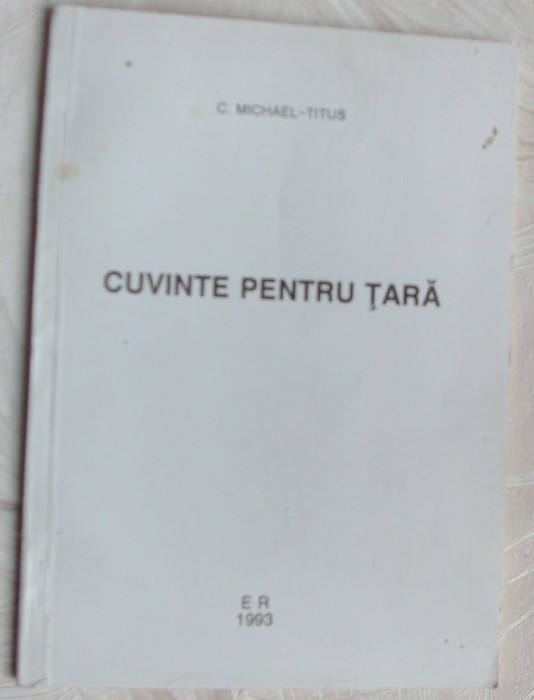 C. MICHAEL-TITUS
CUVINTE PENTRU ŢARĂ
E R
1993